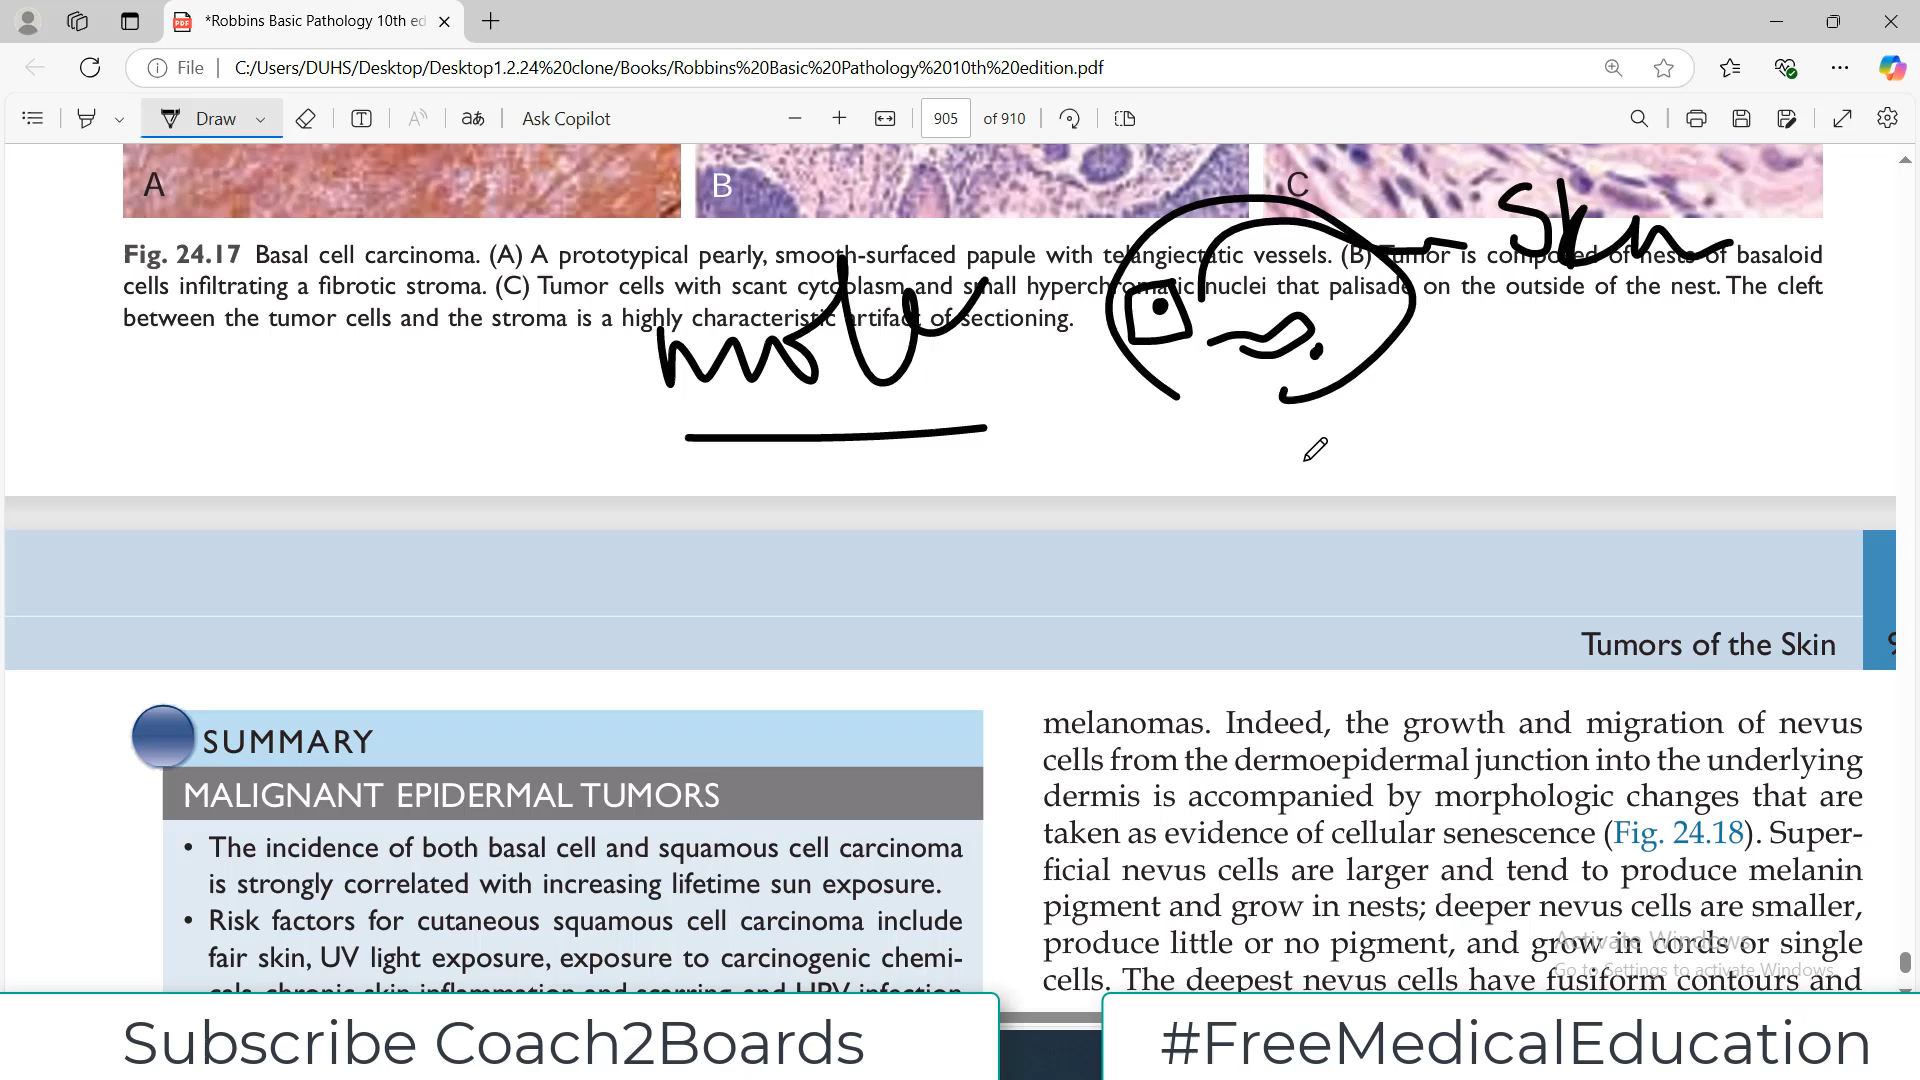 *Robbins Basic Pathology 10th ed
File
C:/Users/DUHS/Desktop/Desktop1.2.24%20clone/Books/Robbins%20Basic%20Pathology%2010th%20edition.pdf
Draw
T
aあ
Ask Copilot
905 of 910
A
B
C
Skin
Fig. 24.17 Basal cell carcinoma. (A) A prototypical pearly, smooth-surfaced papule with telangiectatic vessels. (B) Tumor is composed of nests of basaloid
cells infiltrating a fibrotic stroma. (C) Tumor cells with scant cytoplasm and small hyperchromatic nuclei that palisade on the outside of the nest. The cleft
between the tumor cells and the stroma is a highly characteristic artifact of sectioning.
mole
Tumors of the Skin
SUMMARY
MALIGNANT EPIDERMAL TUMORS
• The incidence of both basal cell and squamous cell carcinoma
is strongly correlated with increasing lifetime sun exposure.
• Risk factors for cutaneous squamous cell carcinoma include
fair skin, UV light exposure, exposure to carcinogenic chemi-
cals, chronic skin inflammation and scarring and HPV infection
melanomas. Indeed, the growth and migration of nevus
cells from the dermoepidermal junction into the underlying
dermis is accompanied by morphologic changes that are
taken as evidence of cellular senescence (Fig. 24.18). Super-
ficial nevus cells are larger and tend to produce melanin
pigment and grow in nests; deeper nevus cells are smaller,
produce little or no pigment, and grow in cords or single
cells. The deepest nevus cells have fusiform contours and
Activate Windows
Go to Settings to activate Windows.
Subscribe Coach2Boards
#FreeMedicalEducation